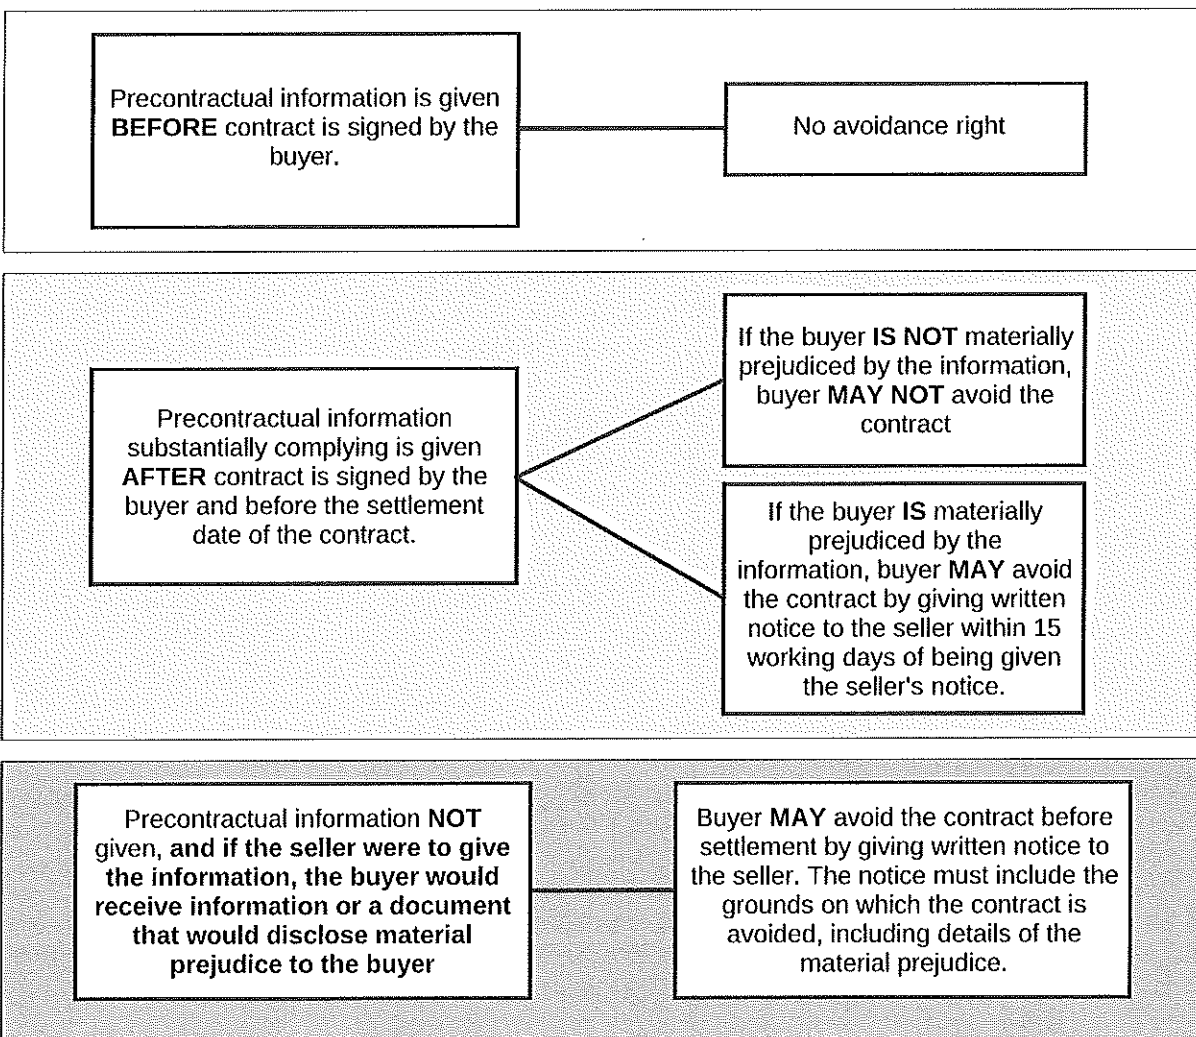 Precontractual information is given
BEFORE contract is signed by the
buyer.
No avoidance right
Precontractual information
substantially complying is given
AFTER contract is signed by the
buyer and before the settlement
date of the contract.
If the buyer IS NOT materially
prejudiced by the information,
buyer MAY NOT avoid the
contract
If the buyer IS materially
prejudiced by the
information, buyer MAY avoid
the contract by giving written
notice to the seller within 15
working days of being given
the seller's notice.
Precontractual information NOT
given, and if the seller were to give
the information, the buyer would
receive information or a document
that would disclose material
prejudice to the buyer
Buyer MAY avoid the contract before
settlement by giving written notice to
the seller. The notice must include the
grounds on which the contract is
avoided, including details of the
material prejudice.